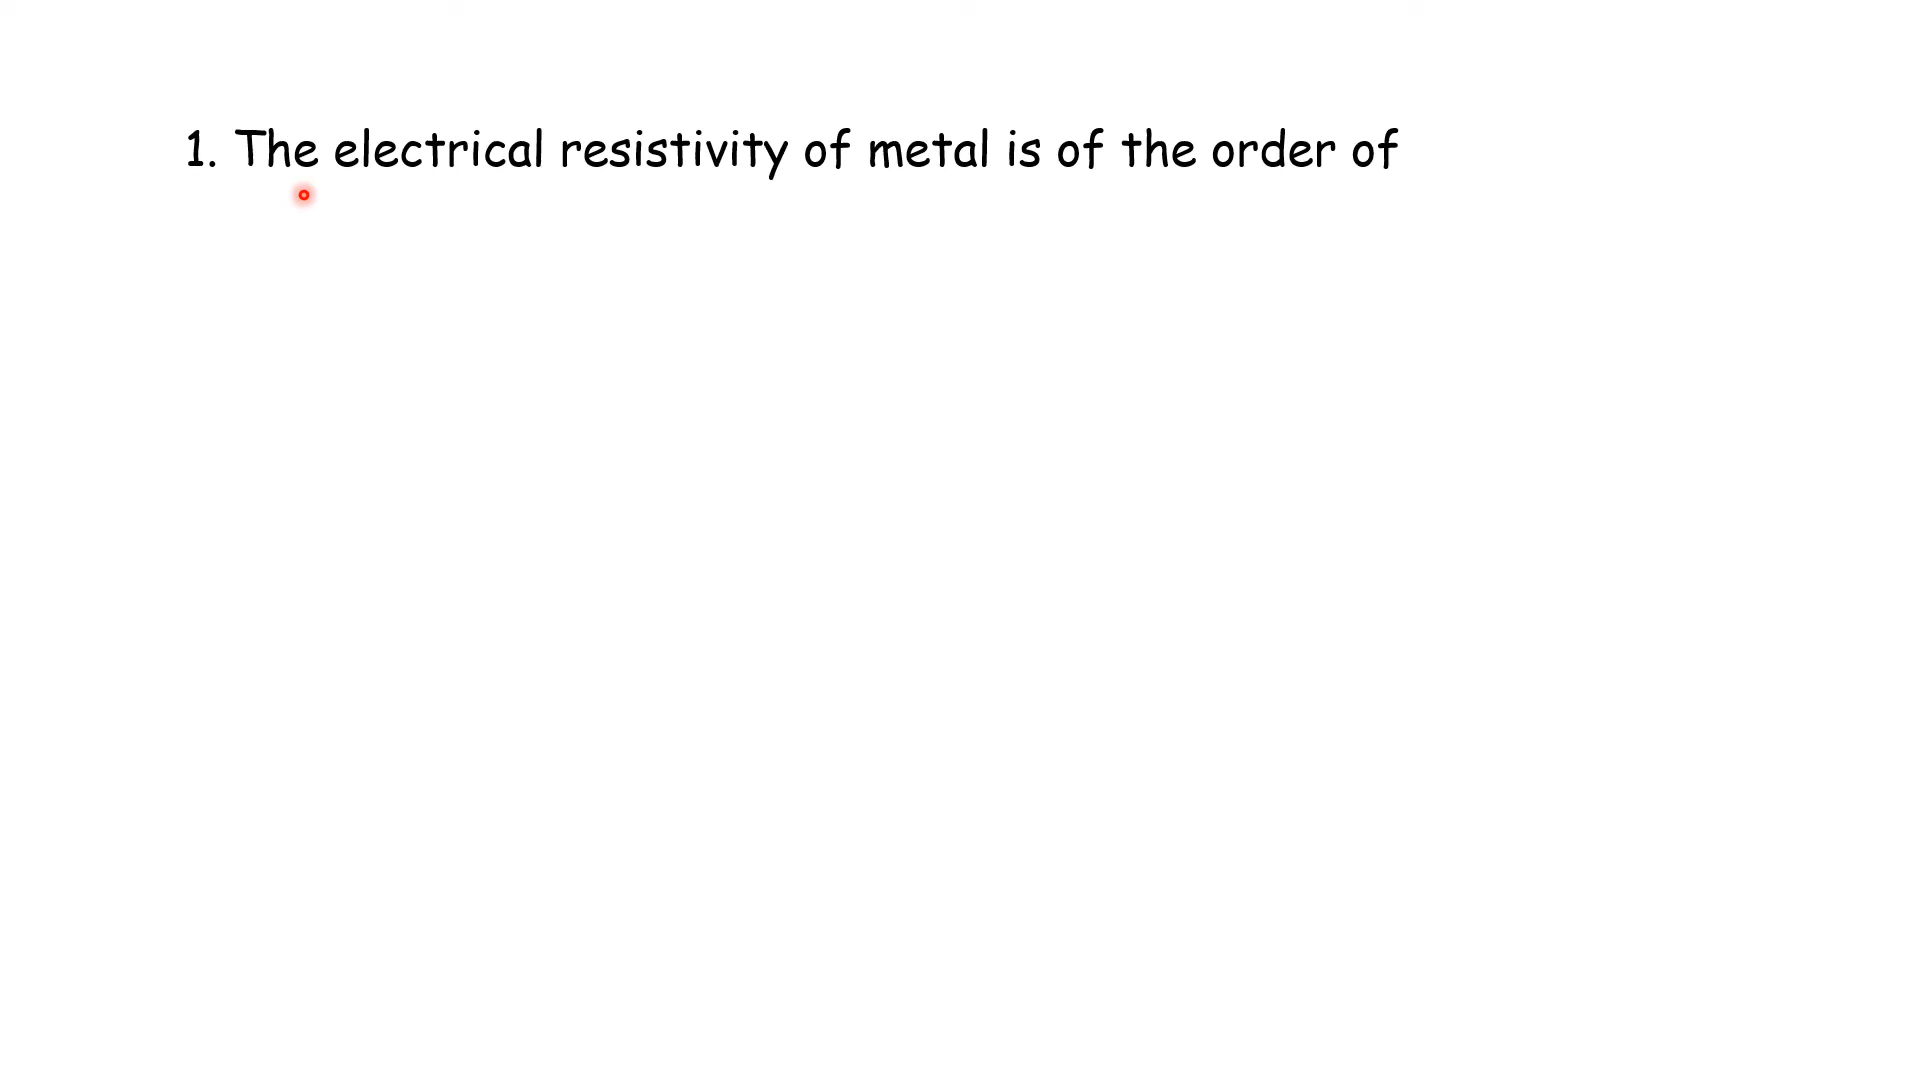 1. The electrical resistivity of metal is of the order of